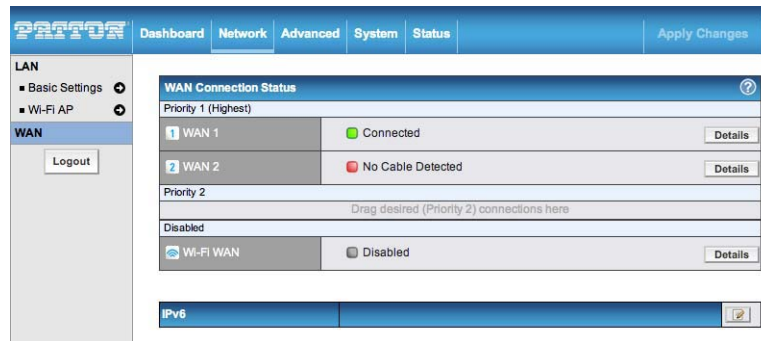 PATTON Dashboard Network Advanced System Status Apply Changes
LAN
Basic Settings
Wi-Fi AP
WAN
Logout
WAN Connection Status ?
Priority 1 (Highest)
1 WAN 1 Connected Details
2 WAN 2 No Cable Detected Details
Priority 2
Drag desired (Priority 2) connections here
Disabled
Wi-Fi WAN Disabled Details
IPv6